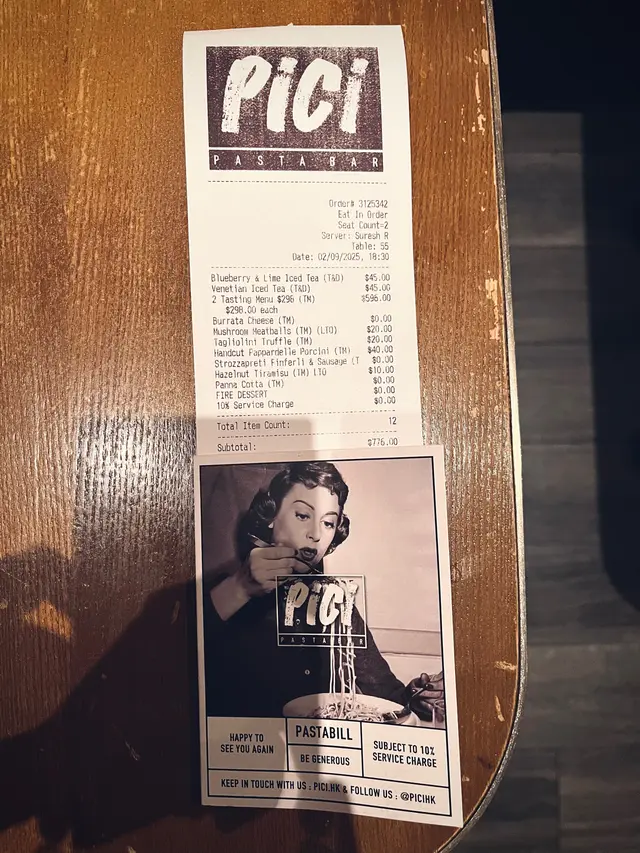 PiCi
PASTA BAR
Order# 3125342
Eat In Order
Seat Count=2
Server: Suresh R
Table: 55
Date: 02/09/2025, 18:30
Blueberry & Lime Iced Tea (T&D) $45.00
Venetian Iced Tea (T&D) $45.00
2 Tasting Menu $296 (TM) $596.00
$298.00 each
Burrata Cheese (TM) $0.00
Mushroom Meatballs (TM) (LTO) $20.00
Tagliolini Truffle (TM) $20.00
Handcut Pappardelle Porcini (TM) $40.00
Strozzapreti Finferli & Sausage (T $0.00
Hazelnut Tiramisu (TM) LTO $10.00
Panna Cotta (TM) $0.00
FIRE DESSERT $0.00
10% Service Charge $0.00
Total Item Count: 12
Subtotal: $776.00
PiCi
PASTA BAR
HAPPY TO
SEE YOU AGAIN
PASTABILL
BE GENEROUS
SUBJECT TO 10%
SERVICE CHARGE
KEEP IN TOUCH WITH US : PICI.HK & FOLLOW US : @PICIHK